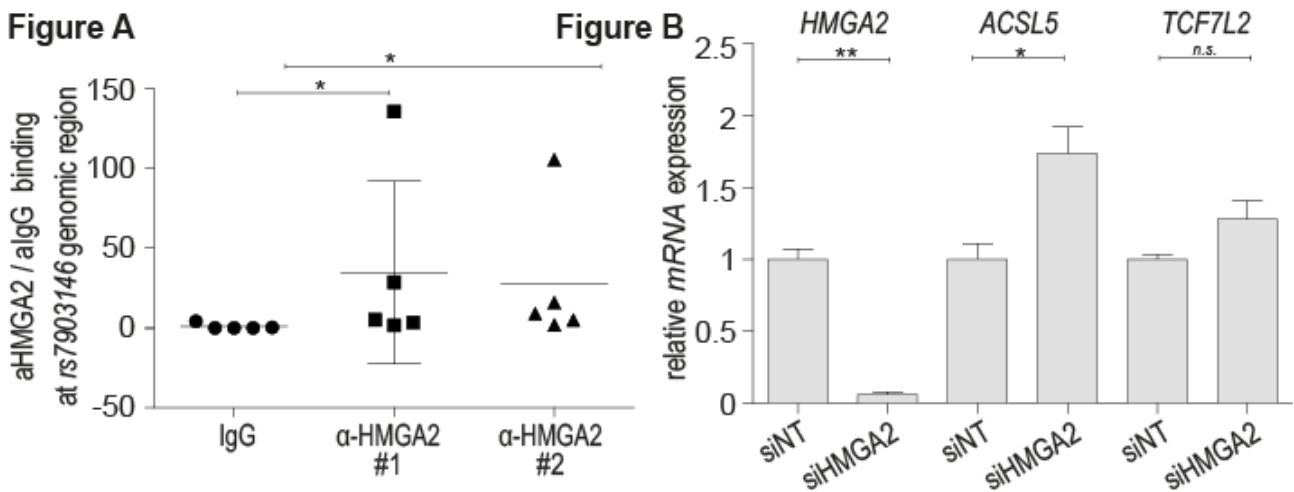 Figure A
*
*
aHMGA2 / aIgG binding
at rs7903146 genomic region
150
100
50
0
-50
IgG
α-HMGA2
#1
α-HMGA2
#2
Figure B
HMGA2
ACSL5
TCF7L2
**
*
n.s.
relative mRNA expression
2.5
2
1.5
1
0.5
0
siNT
siHMGA2
siNT
siHMGA2
siNT
siHMGA2